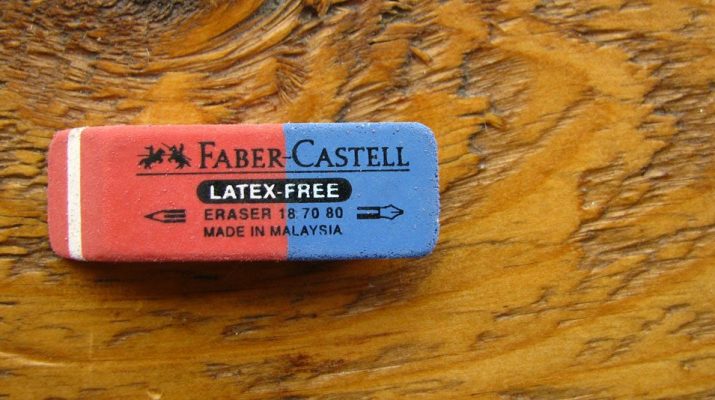 FABER-CASTELL
LATEX-FREE
ERASER 18 70 80
MADE IN MALAYSIA